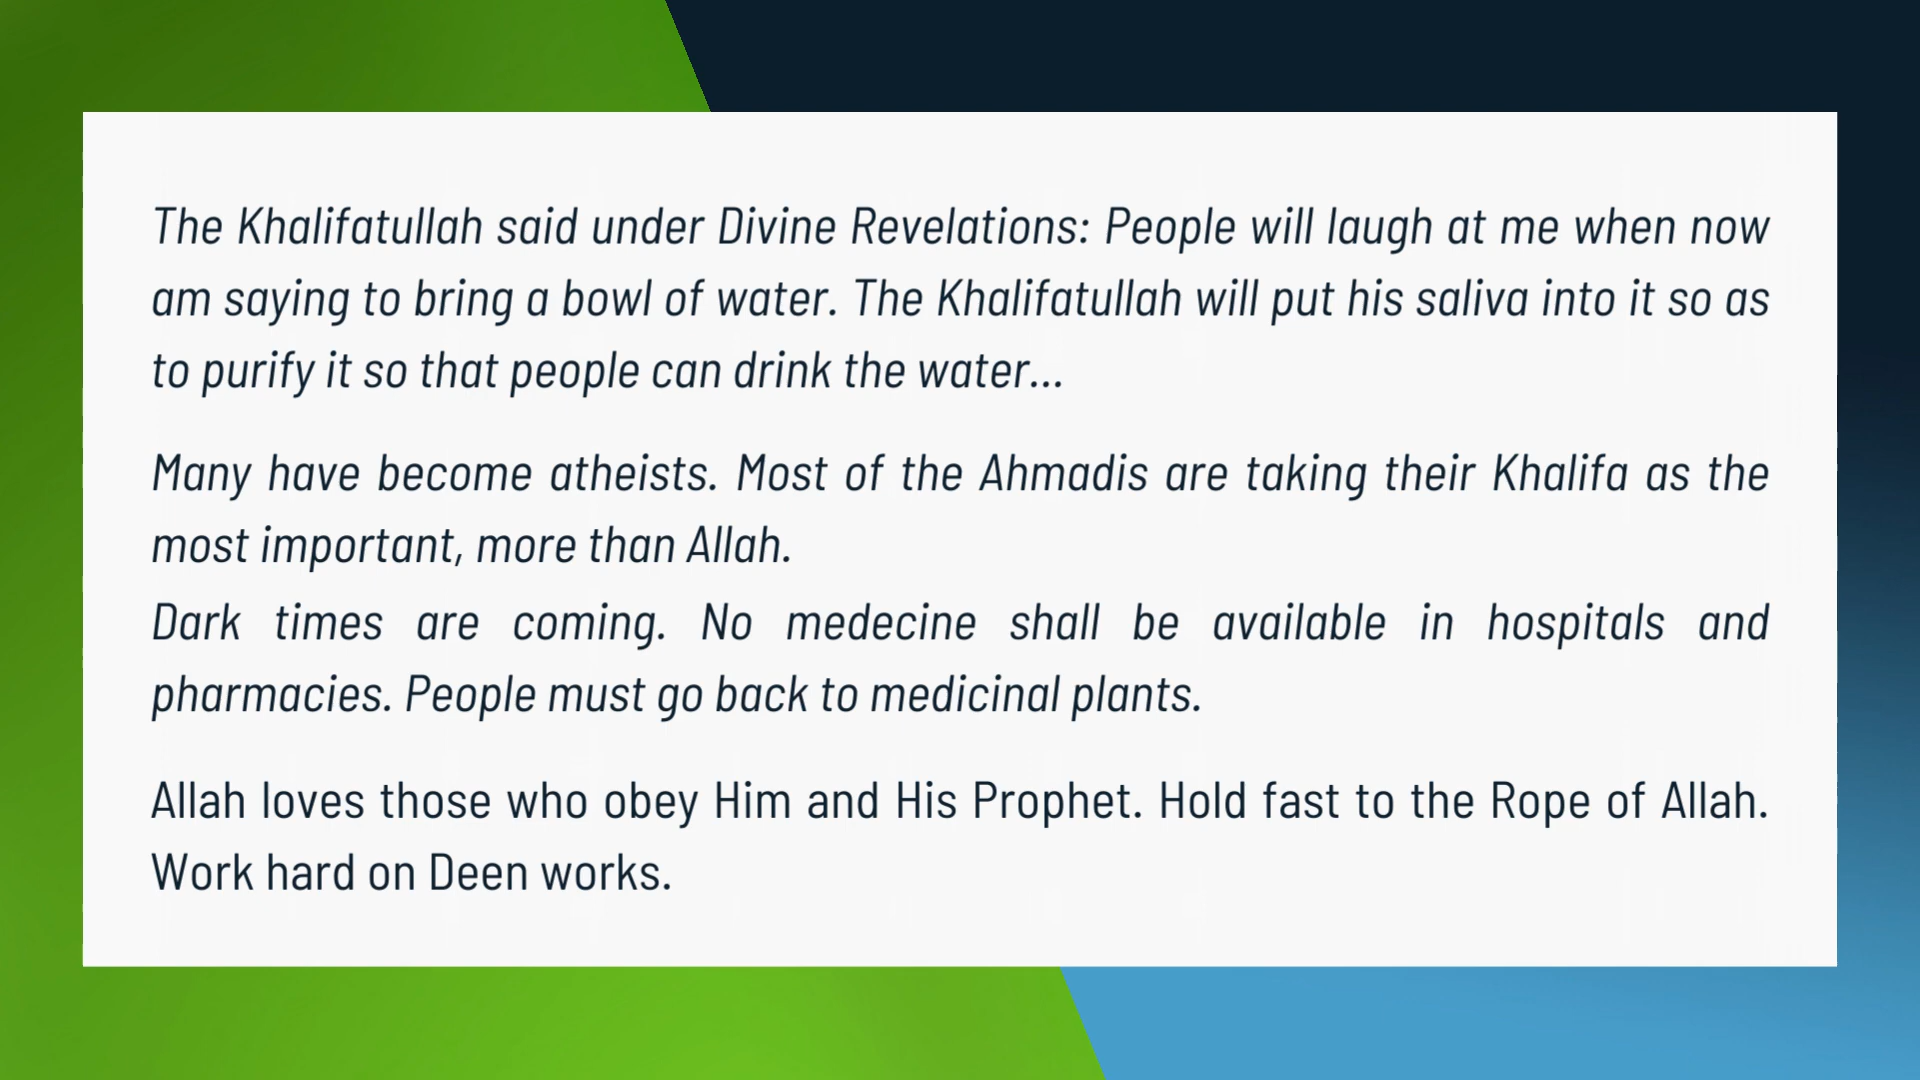 The Khalifatullah said under Divine Revelations: People will laugh at me when now
am saying to bring a bowl of water. The Khalifatullah will put his saliva into it so as
to purify it so that people can drink the water...
Many have become atheists. Most of the Ahmadis are taking their Khalifa as the
most important, more than Allah.
Dark times are coming. No medecine shall be available in hospitals and
pharmacies. People must go back to medicinal plants.
Allah loves those who obey Him and His Prophet. Hold fast to the Rope of Allah.
Work hard on Deen works.